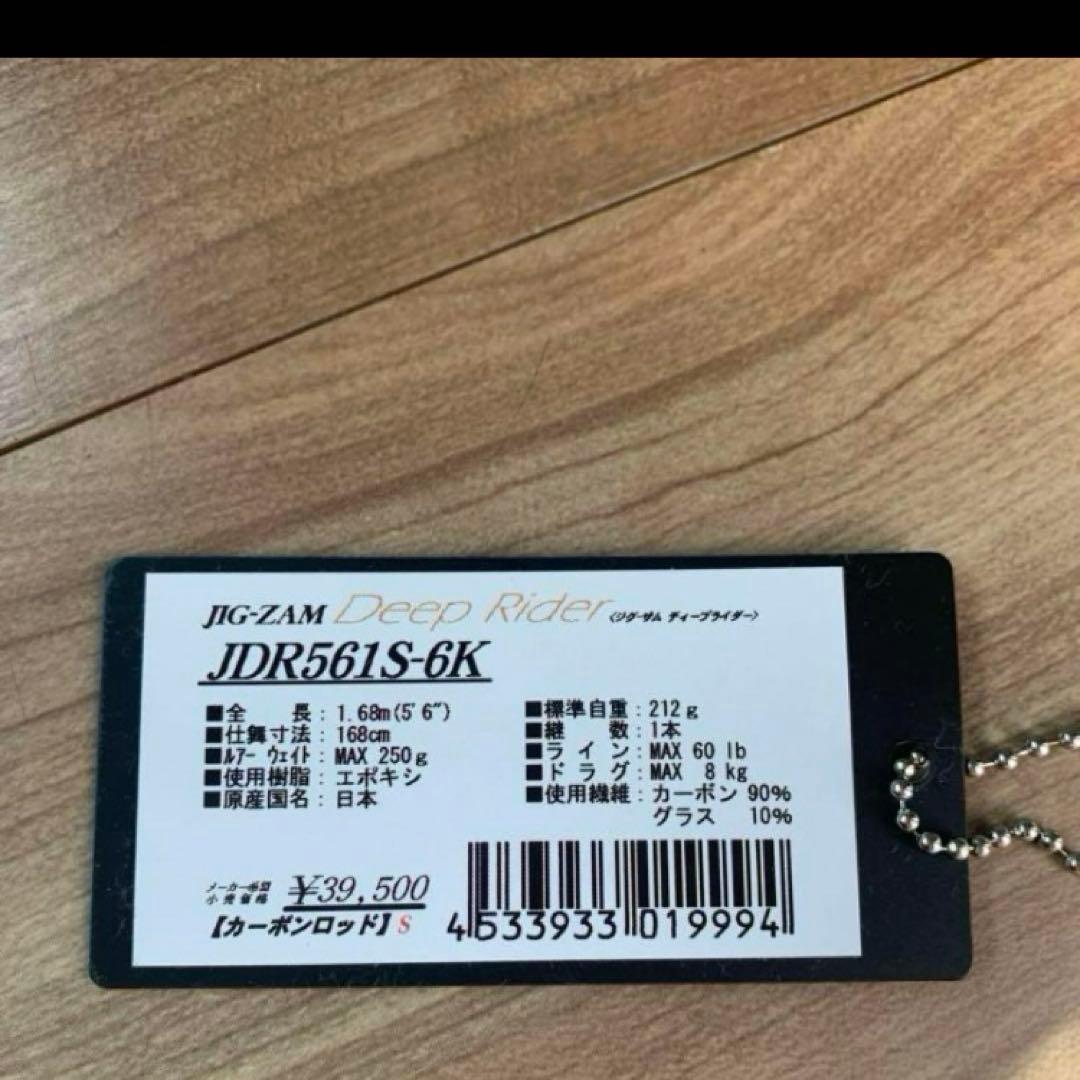 JIG-ZAM Deep Rider 〈ジグザム ディープライダー〉
JDR561S-6K
■全　　長：1.68m(5'6")
■仕舞寸法：168cm
■ルアー ウェイト：MAX 250g
■使用樹脂：エポキシ
■原産国名：日本
■標準自重：212g
■継　　数：1本
■ライン：MAX 60 lb
■ドラグ：MAX 8kg
■使用繊維：カーボン 90%
グラス 10%
メーカー希望
小売価格 ¥39,500
【カーボンロッド】S
4533933019994